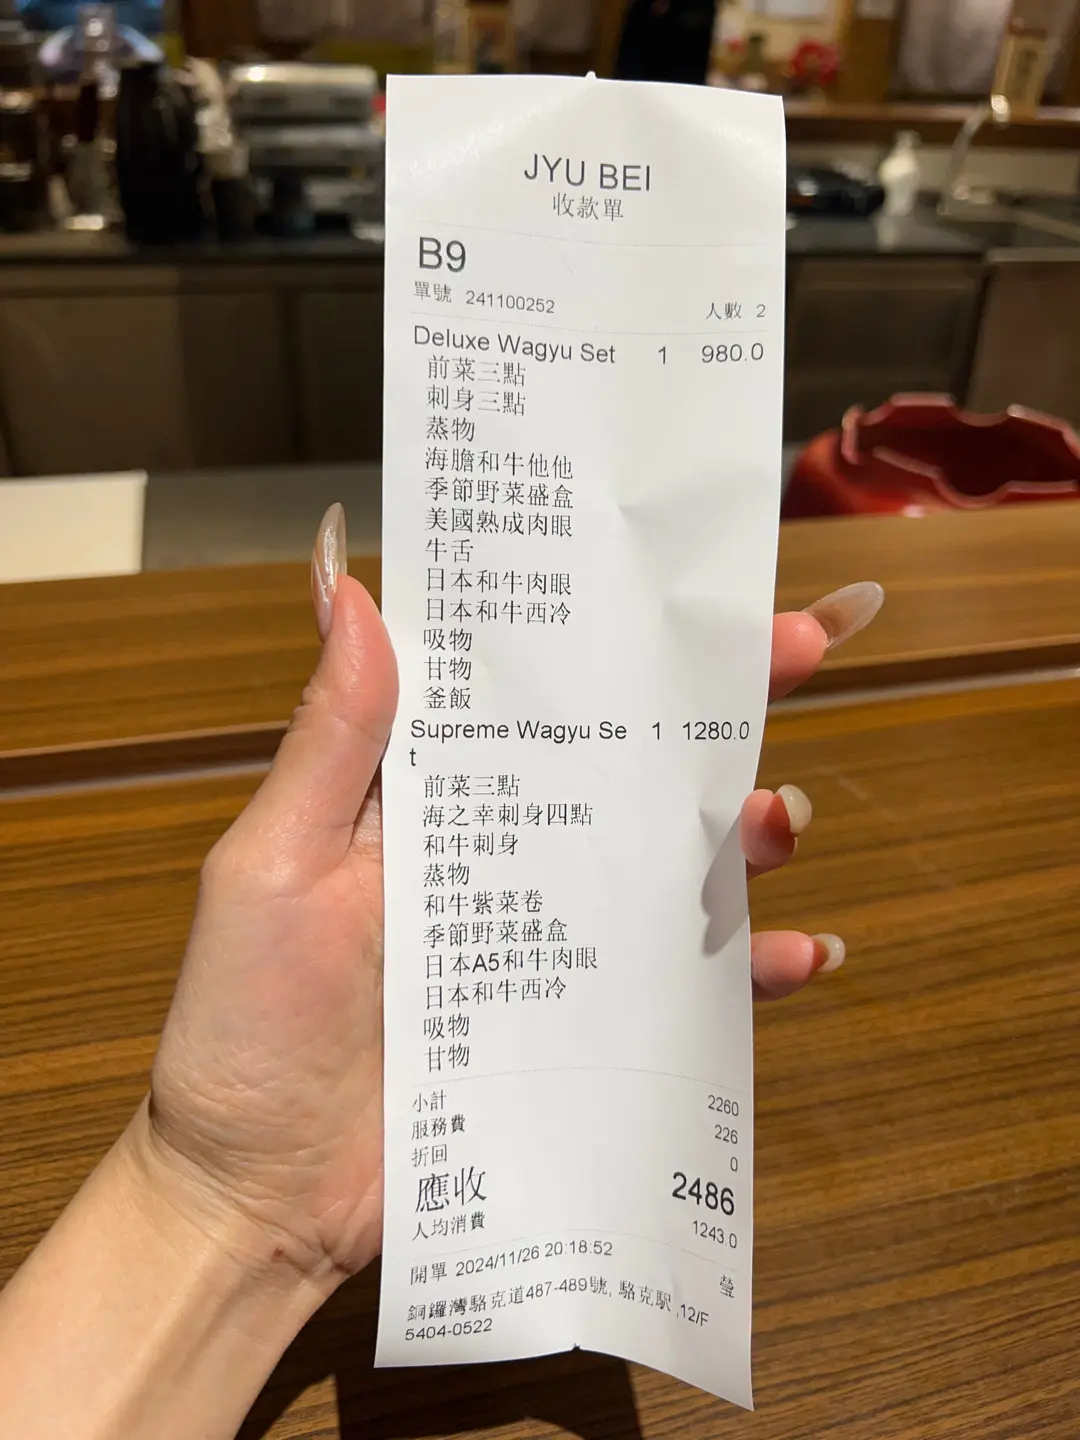 JYU BEI
收款單
B9
單號 241100252 人數 2
Deluxe Wagyu Set 1 980.0
前菜三點
刺身三點
蒸物
海膽和牛他他
季節野菜盛盒
美國熟成肉眼
牛舌
日本和牛肉眼
日本和牛西冷
吸物
甘物
釜飯
Supreme Wagyu Se 1 1280.0
t
前菜三點
海之幸刺身四點
和牛刺身
蒸物
和牛紫菜卷
季節野菜盛盒
日本A5和牛肉眼
日本和牛西冷
吸物
甘物
小計 2260
服務費 226
折回 0
應收 2486
人均消費 1243.0
開單 2024/11/26 20:18:52 瑩
銅鑼灣駱克道487-489號, 駱克駅 ,12/F
5404-0522